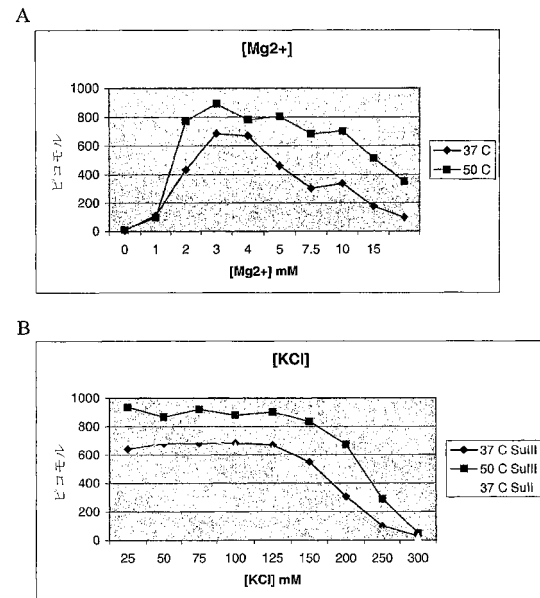 A
[Mg2+]
1000
800
600
400
200
0
ピコモル
0 1 2 3 4 5 7.5 10 15
[Mg2+] mM
37 C
50 C
B
[KCl]
1000
800
600
400
200
0
ピコモル
25 50 75 100 125 150 200 250 300
[KCl] mM
37 C SuIII
50 C SuIII
37 C SuII